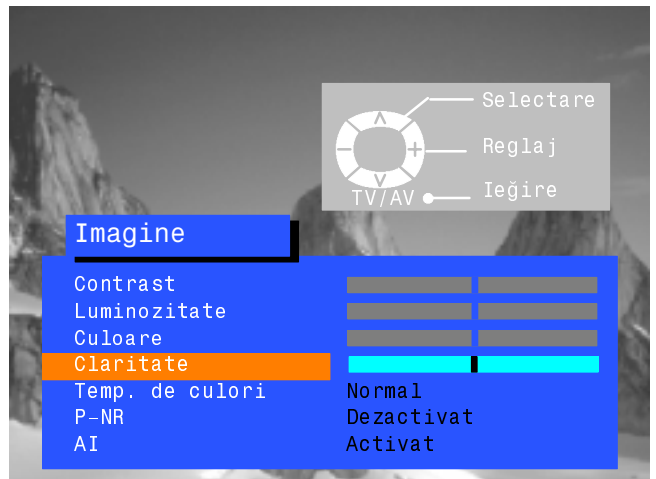 Selectare
Reglaj
TV/AV
Ieğire
Imagine
Contrast
Luminozitate
Culoare
Claritate
Temp. de culori Normal
P-NR Dezactivat
AI Activat